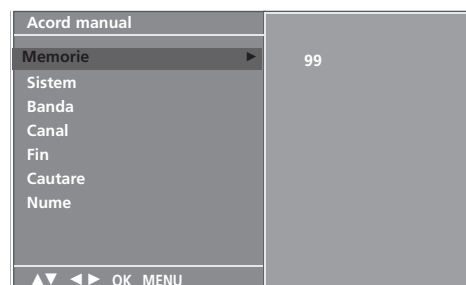 Acord manual
Memorie ► 99
Sistem
Banda
Canal
Fin
Cautare
Nume
▲▼ ◄► OK MENU